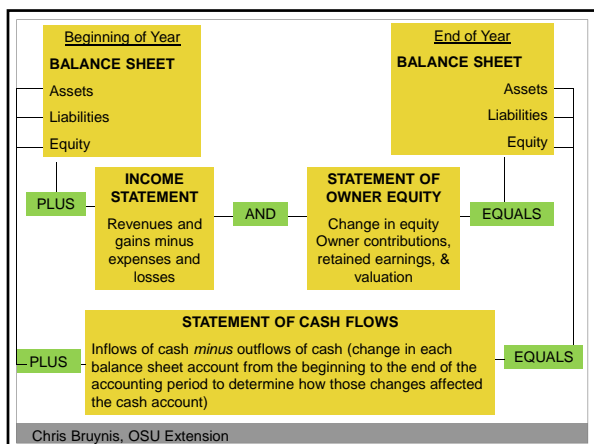 Beginning of Year
BALANCE SHEET
Assets
Liabilities
Equity
End of Year
BALANCE SHEET
Assets
Liabilities
Equity
PLUS
INCOME
STATEMENT
Revenues and
gains minus
expenses and
losses
AND
STATEMENT OF
OWNER EQUITY
Change in equity
Owner contributions,
retained earnings, &
valuation
EQUALS
PLUS
STATEMENT OF CASH FLOWS
Inflows of cash minus outflows of cash (change in each
balance sheet account from the beginning to the end of the
accounting period to determine how those changes affected
the cash account)
EQUALS
Chris Bruynis, OSU Extension